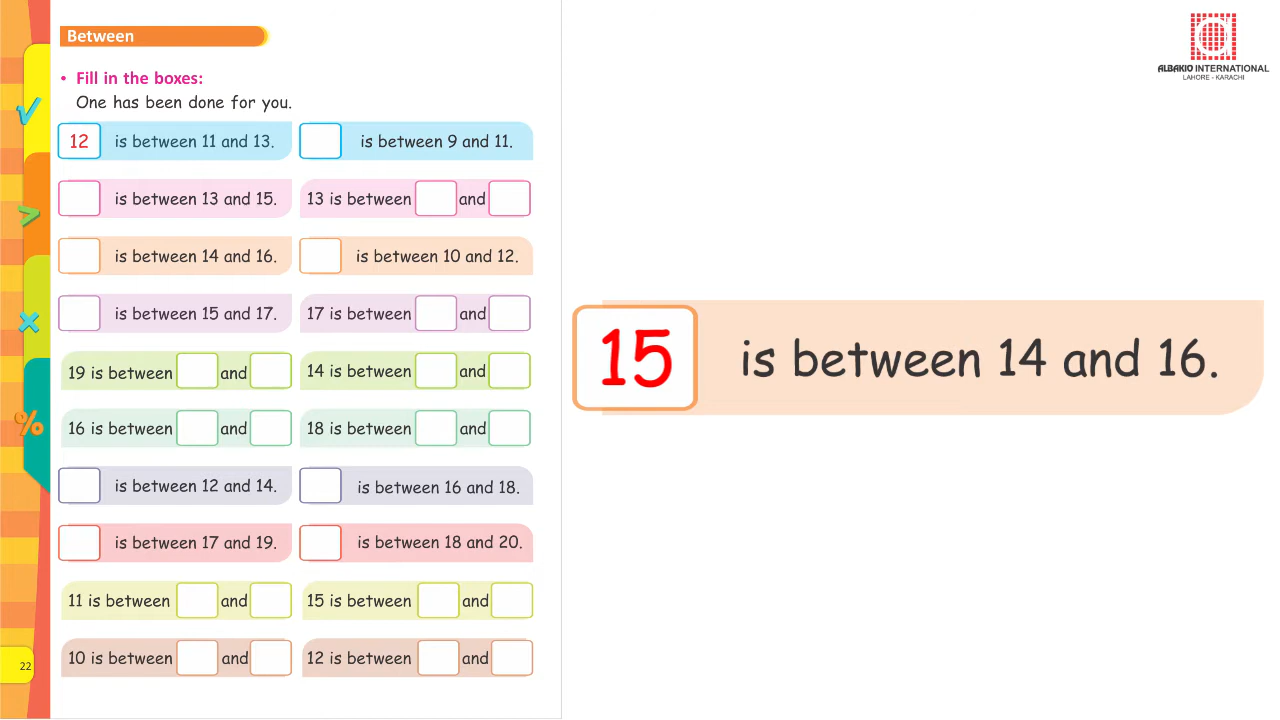 Between
• Fill in the boxes:
One has been done for you.
12 is between 11 and 13.
is between 9 and 11.
is between 13 and 15.
13 is between and
is between 14 and 16.
is between 10 and 12.
is between 15 and 17.
17 is between and
19 is between and
14 is between and
16 is between and
18 is between and
is between 12 and 14.
is between 16 and 18.
is between 17 and 19.
is between 18 and 20.
11 is between and
15 is between and
10 is between and
12 is between and
22
√
>
×
%
ALBAKIO INTERNATIONAL
LAHORE - KARACHI
15 is between 14 and 16.